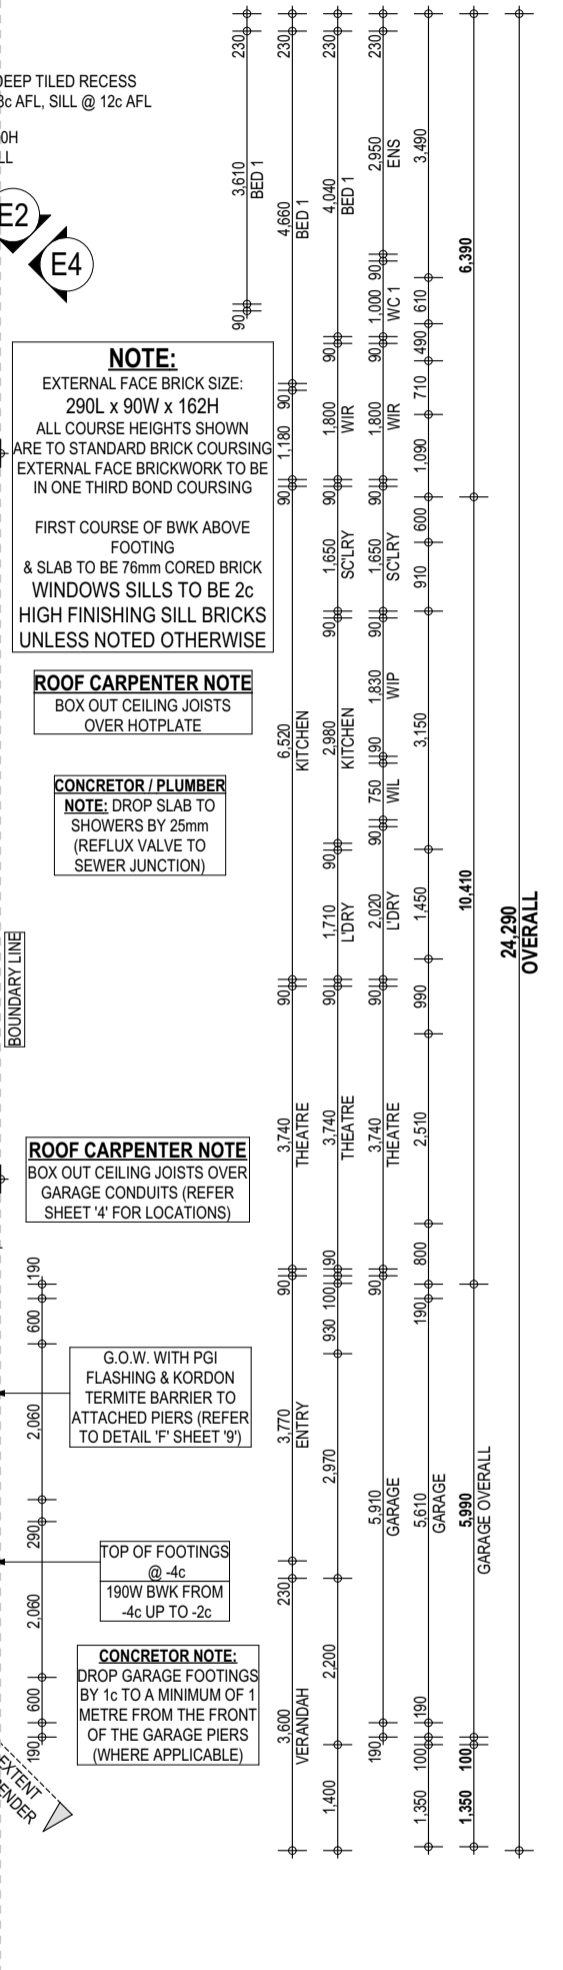 DEEP TILED RECESS
3c AFL, SILL @ 12c AFL
0H
LL
E2
E4
NOTE:
EXTERNAL FACE BRICK SIZE:
290L x 90W x 162H
ALL COURSE HEIGHTS SHOWN
ARE TO STANDARD BRICK COURSING
EXTERNAL FACE BRICKWORK TO BE
IN ONE THIRD BOND COURSING
FIRST COURSE OF BWK ABOVE
FOOTING
& SLAB TO BE 76mm CORED BRICK
WINDOWS SILLS TO BE 2c
HIGH FINISHING SILL BRICKS
UNLESS NOTED OTHERWISE
ROOF CARPENTER NOTE
BOX OUT CEILING JOISTS
OVER HOTPLATE
CONCRETOR / PLUMBER
NOTE: DROP SLAB TO
SHOWERS BY 25mm
(REFLUX VALVE TO
SEWER JUNCTION)
BOUNDARY LINE
ROOF CARPENTER NOTE
BOX OUT CEILING JOISTS OVER
GARAGE CONDUITS (REFER
SHEET '4' FOR LOCATIONS)
G.O.W. WITH PGI
FLASHING & KORDON
TERMITE BARRIER TO
ATTACHED PIERS (REFER
TO DETAIL 'F' SHEET '9')
TOP OF FOOTINGS
@ -4c
190W BWK FROM
-4c UP TO -2c
CONCRETOR NOTE:
DROP GARAGE FOOTINGS
BY 1c TO A MINIMUM OF 1
METRE FROM THE FRONT
OF THE GARAGE PIERS
(WHERE APPLICABLE)
EXTENT
RENDER
190
600
2,060
290
2,060
600
190
230
3,610
BED 1
90
230
4,660
BED 1
90
1,180
90
6,520
KITCHEN
90
3,740
THEATRE
90
3,770
ENTRY
230
3,600
VERANDAH
230
4,040
BED 1
90
1,800
WIR
90
1,650
SC'LRY
90
2,980
KITCHEN
90
1,710
L'DRY
90
3,740
THEATRE
90
100
930
2,970
2,200
1,400
230
2,950
ENS
90
1,000
WC 1
90
1,800
WIR
90
1,650
SC'LRY
90
1,830
WIP
90
750
WIL
90
2,020
L'DRY
90
3,740
THEATRE
90
5,910
GARAGE
190
3,490
610
490
710
1,090
600
910
3,150
1,450
990
2,510
800
190
5,610
GARAGE
190
100
1,350
6,390
10,410
5,990
GARAGE OVERALL
100
1,350
24,290
OVERALL